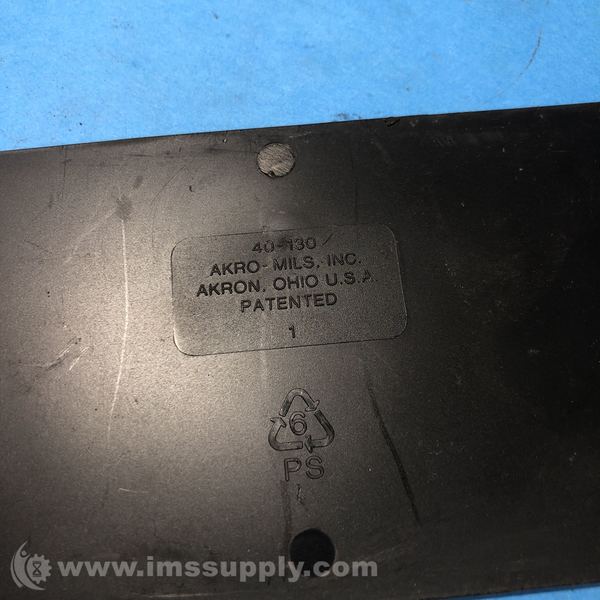 40-130
AKRO-MILS, INC.
AKRON, OHIO U.S.A.
PATENTED
1
6
PS
www.imssupply.com